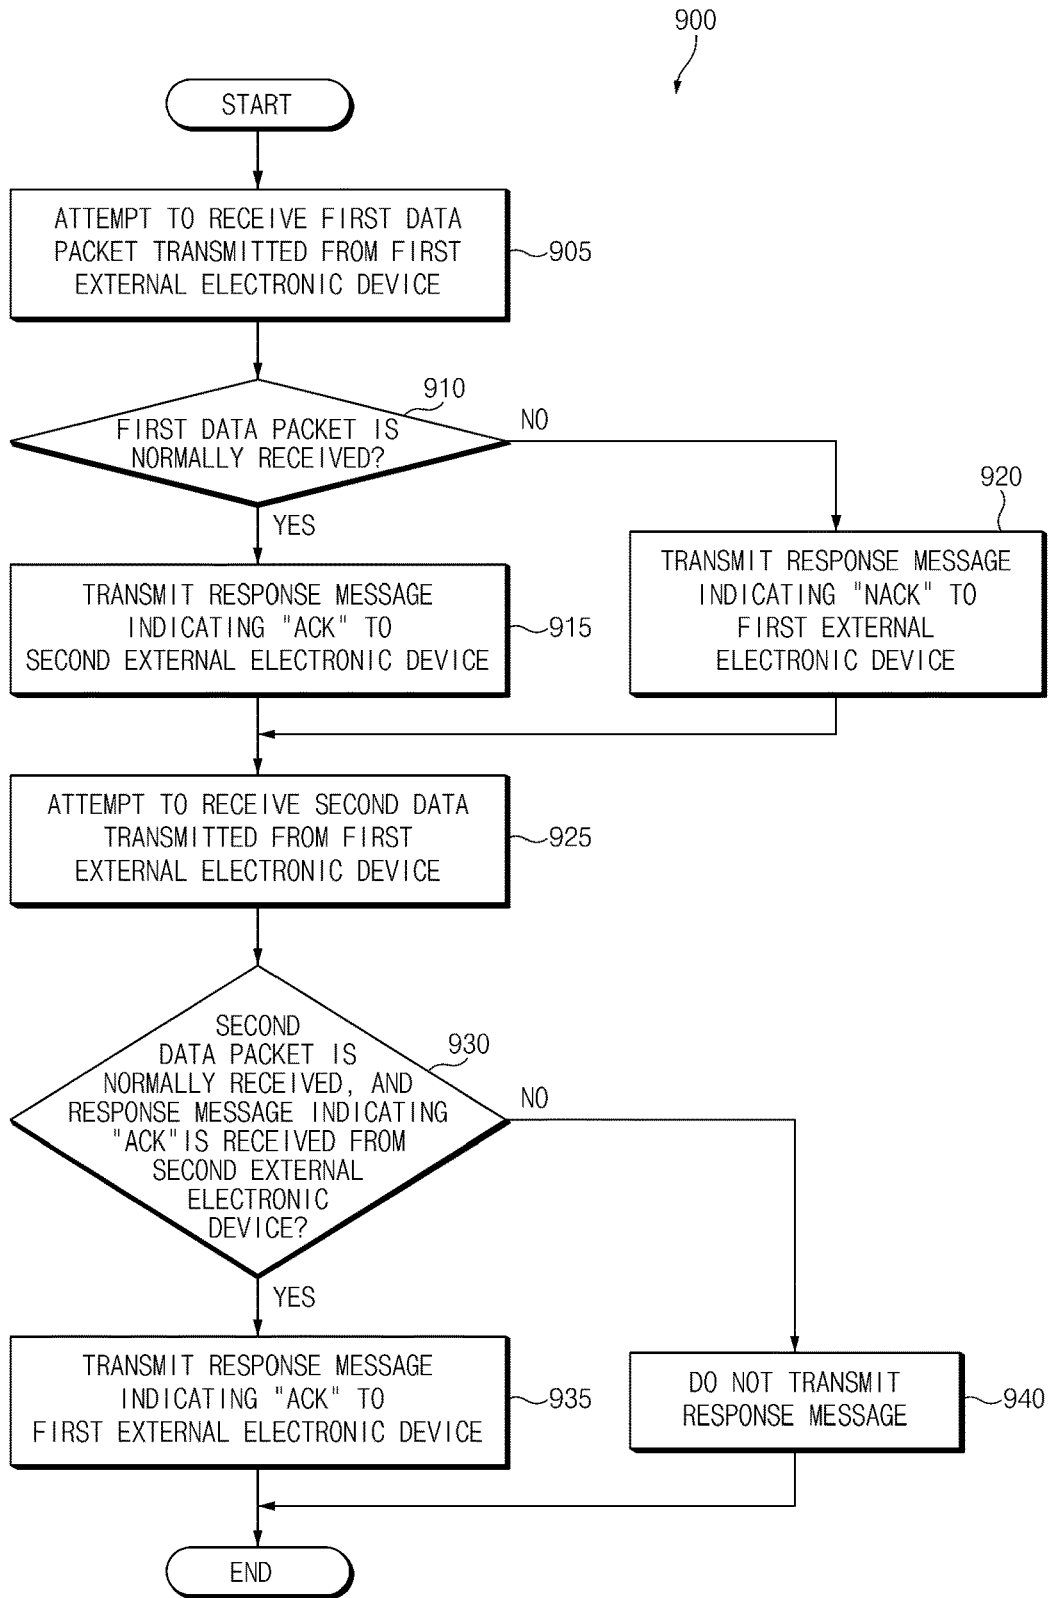 900
START
ATTEMPT TO RECEIVE FIRST DATA
PACKET TRANSMITTED FROM FIRST
EXTERNAL ELECTRONIC DEVICE
905
910
FIRST DATA PACKET IS
NORMALLY RECEIVED?
NO
YES
920
TRANSMIT RESPONSE MESSAGE
INDICATING "NACK" TO
FIRST EXTERNAL
ELECTRONIC DEVICE
TRANSMIT RESPONSE MESSAGE
INDICATING "ACK" TO
SECOND EXTERNAL ELECTRONIC DEVICE
915
ATTEMPT TO RECEIVE SECOND DATA
TRANSMITTED FROM FIRST
EXTERNAL ELECTRONIC DEVICE
925
930
SECOND
DATA PACKET IS
NORMALLY RECEIVED, AND
RESPONSE MESSAGE INDICATING
"ACK"IS RECEIVED FROM
SECOND EXTERNAL
ELECTRONIC
DEVICE?
NO
YES
TRANSMIT RESPONSE MESSAGE
INDICATING "ACK" TO
FIRST EXTERNAL ELECTRONIC DEVICE
935
DO NOT TRANSMIT
RESPONSE MESSAGE
940
END